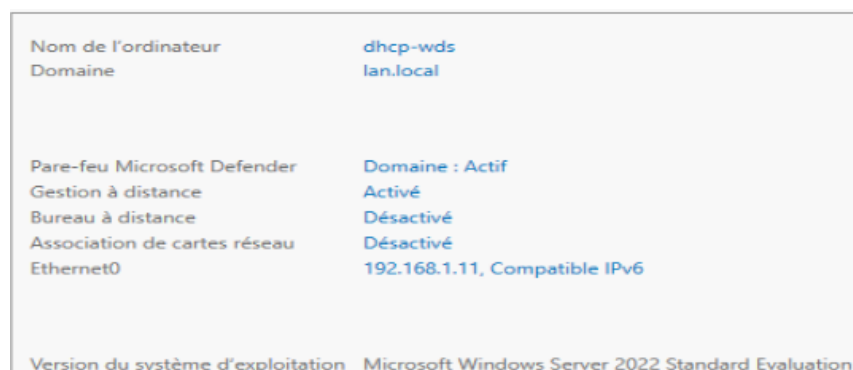 Nom de l'ordinateur dhcp-wds
Domaine lan.local
Pare-feu Microsoft Defender Domaine : Actif
Gestion à distance Activé
Bureau à distance Désactivé
Association de cartes réseau Désactivé
Ethernet0 192.168.1.11, Compatible IPv6
Version du système d'exploitation Microsoft Windows Server 2022 Standard Evaluation